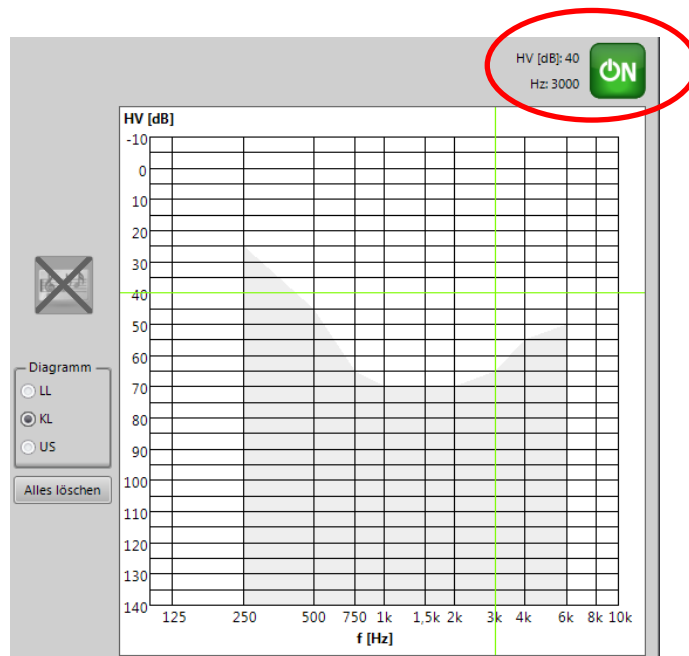 HV [dB]: 40
Hz: 3000
ON
HV [dB]
-10
0
10
20
30
40
50
60
70
80
90
100
110
120
130
140
125 250 500 750 1k 1,5k 2k 3k 4k 6k 8k 10k
f [Hz]
Diagramm
LL
KL
US
Alles löschen